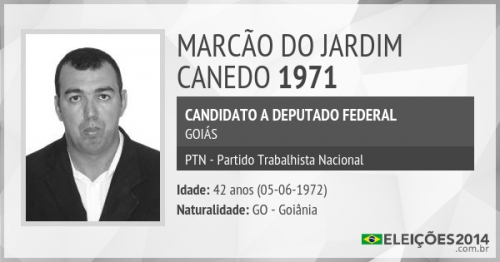 MARCÃO DO JARDIM
CANEDO 1971
CANDIDATO A DEPUTADO FEDERAL
GOIÁS
PTN - Partido Trabalhista Nacional
Idade: 42 anos (05-06-1972)
Naturalidade: GO - Goiânia
ELEIÇÕES2014
.com.br